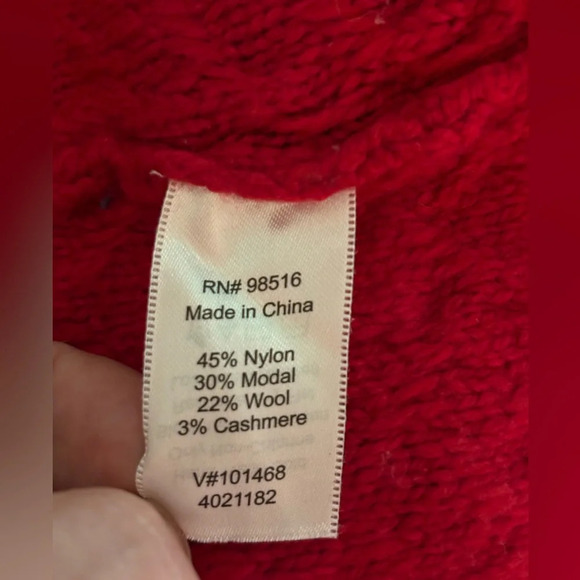 RN# 98516
Made in China
45% Nylon
30% Modal
22% Wool
3% Cashmere
V#101468
4021182